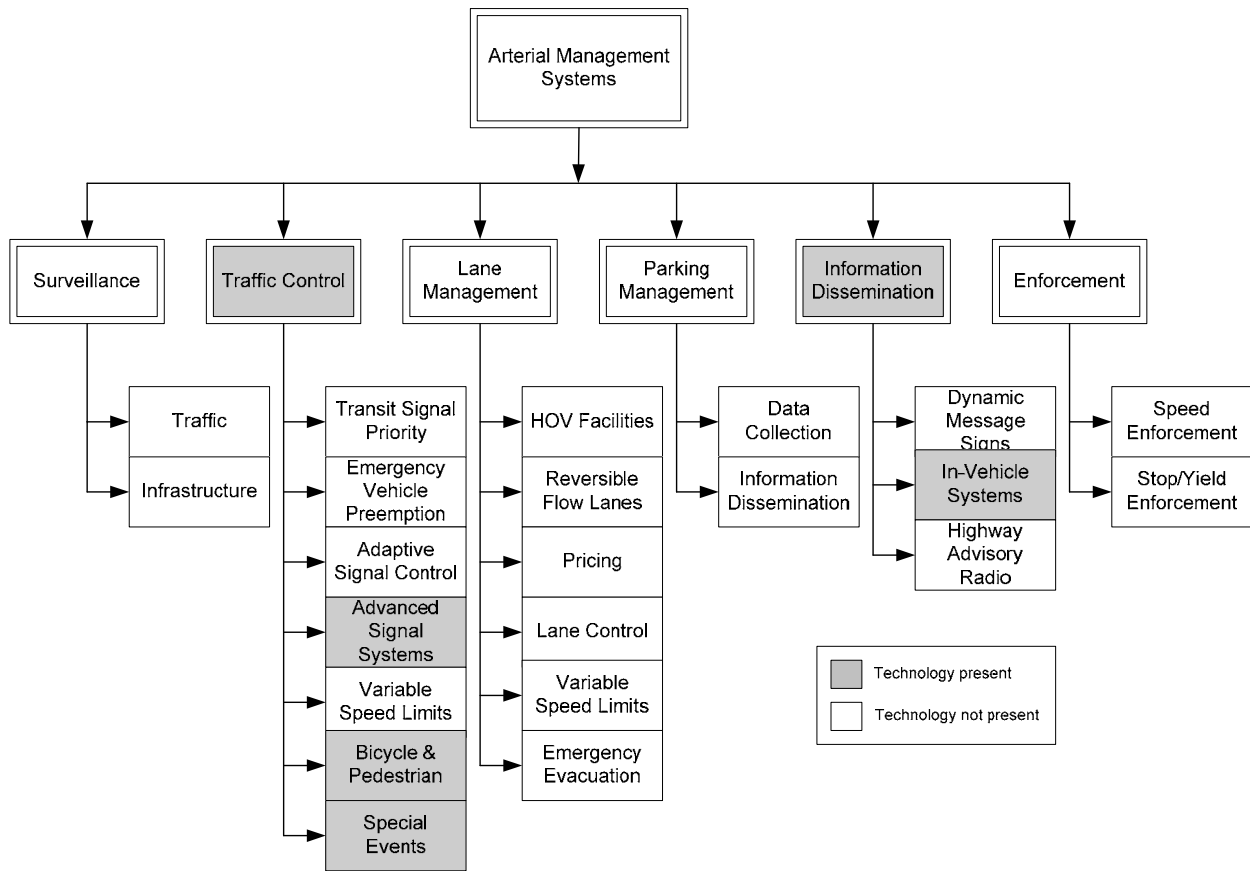 Arterial Management
Systems
Surveillance
Traffic Control
Lane
Management
Parking
Management
Information
Dissemination
Enforcement
Traffic
Infrastructure
Transit Signal
Priority
Emergency
Vehicle
Preemption
Adaptive
Signal Control
Advanced
Signal
Systems
Variable
Speed Limits
Bicycle &
Pedestrian
Special
Events
HOV Facilities
Reversible
Flow Lanes
Pricing
Lane Control
Variable
Speed Limits
Emergency
Evacuation
Data
Collection
Information
Dissemination
Dynamic
Message
Signs
In-Vehicle
Systems
Highway
Advisory
Radio
Speed
Enforcement
Stop/Yield
Enforcement
Technology present
Technology not present